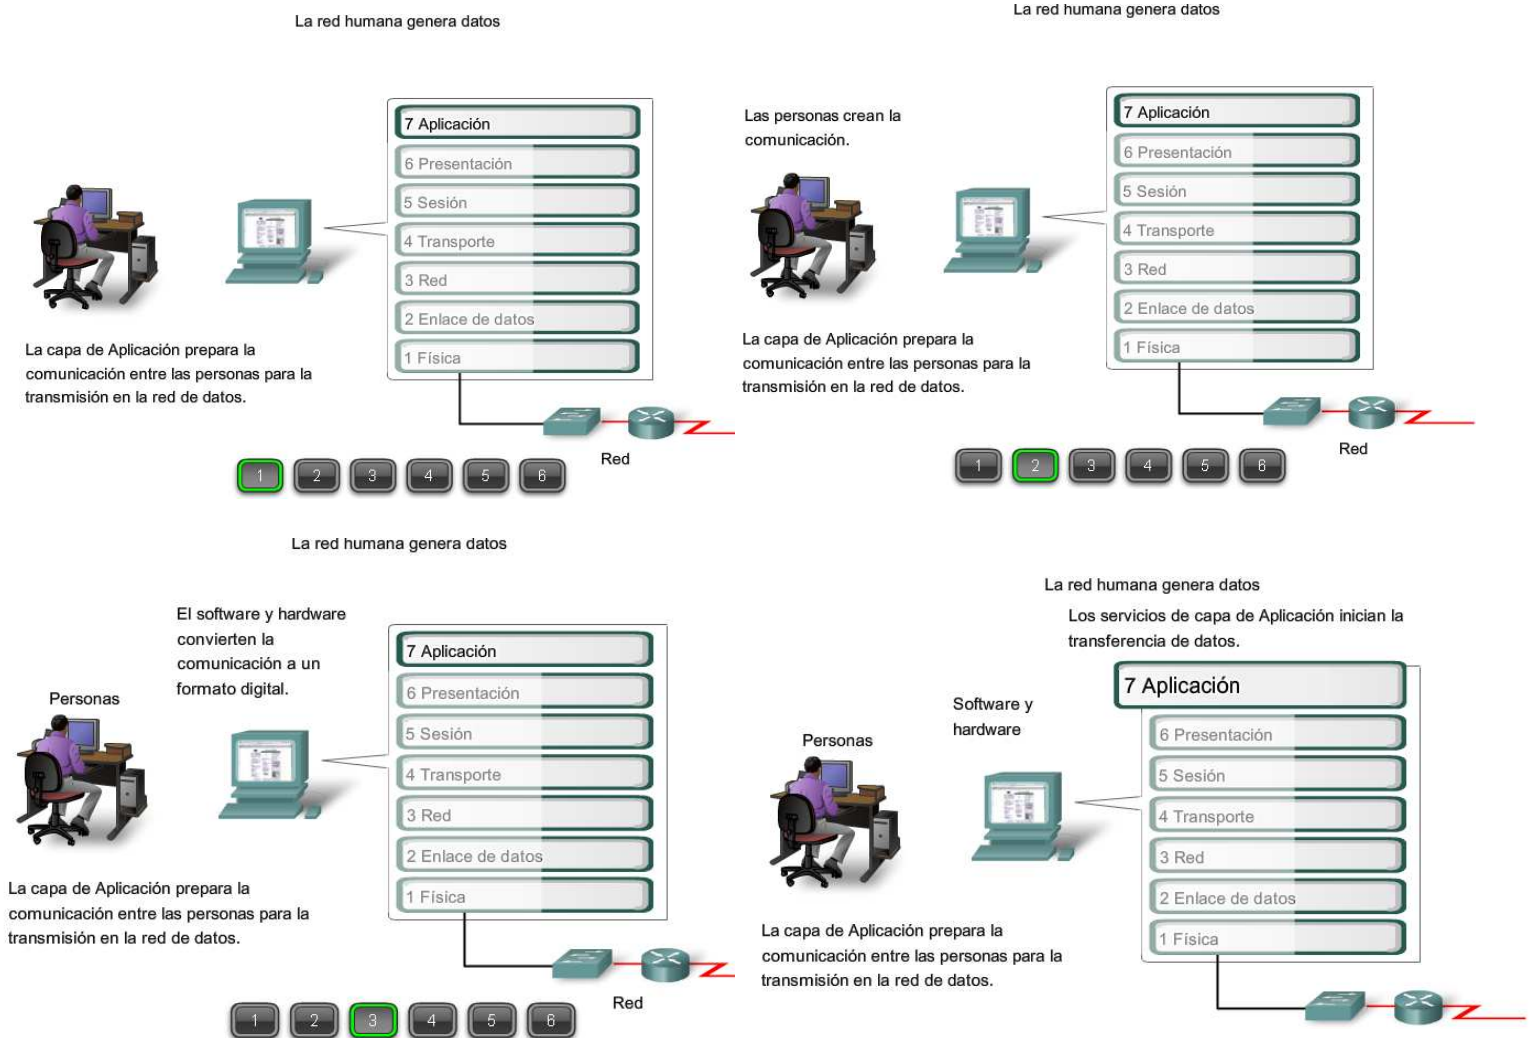 La red humana genera datos
7 Aplicación
6 Presentación
5 Sesión
4 Transporte
3 Red
2 Enlace de datos
1 Física
La capa de Aplicación prepara la
comunicación entre las personas para la
transmisión en la red de datos.
Red
1 2 3 4 5 6
La red humana genera datos
Las personas crean la
comunicación.
7 Aplicación
6 Presentación
5 Sesión
4 Transporte
3 Red
2 Enlace de datos
1 Física
La capa de Aplicación prepara la
comunicación entre las personas para la
transmisión en la red de datos.
Red
1 2 3 4 5 6
La red humana genera datos
El software y hardware
convierten la
comunicación a un
formato digital.
Personas
7 Aplicación
6 Presentación
5 Sesión
4 Transporte
3 Red
2 Enlace de datos
1 Física
La capa de Aplicación prepara la
comunicación entre las personas para la
transmisión en la red de datos.
Red
1 2 3 4 5 6
La red humana genera datos
Los servicios de capa de Aplicación inician la
transferencia de datos.
Software y
hardware
Personas
7 Aplicación
6 Presentación
5 Sesión
4 Transporte
3 Red
2 Enlace de datos
1 Física
La capa de Aplicación prepara la
comunicación entre las personas para la
transmisión en la red de datos.